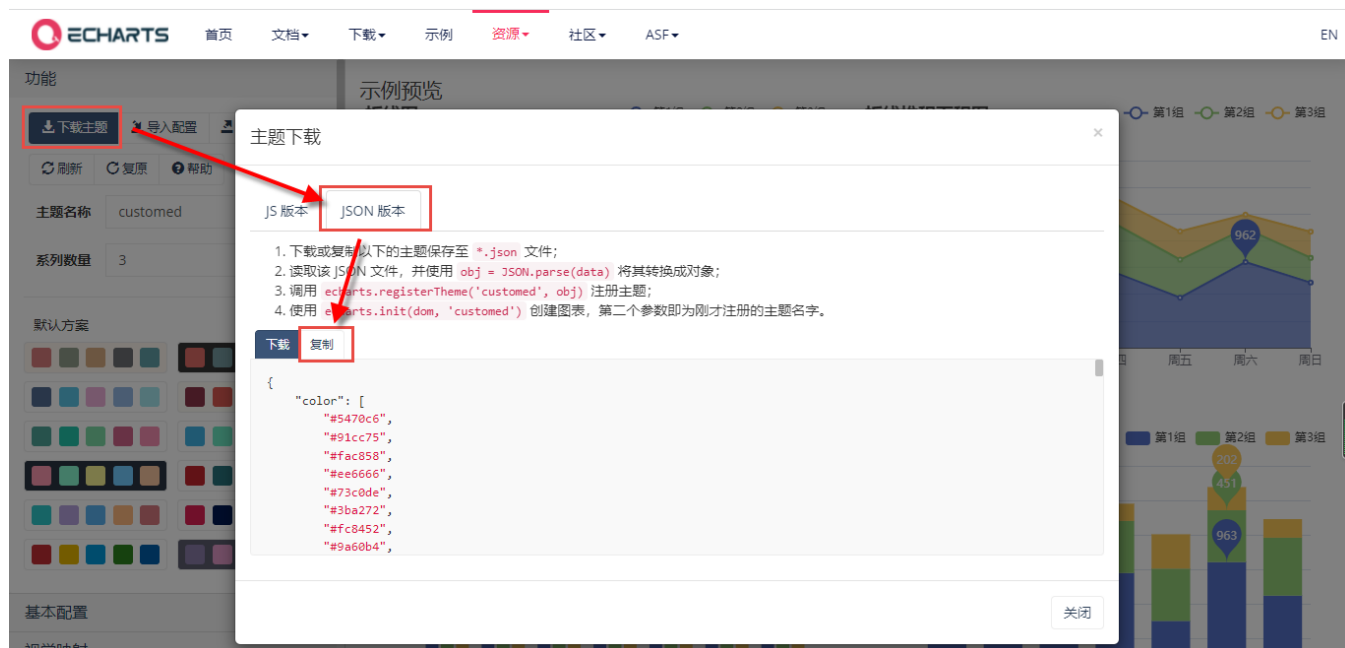 ECHARTS 首页 文档 下载 示例 资源 社区 ASF EN
功能
示例预览
下载主题 导入配置
第1组 第2组 第3组
刷新 复原 帮助
主题名称 customed
系列数量 3
默认方案
基本配置
主题下载 ×
JS 版本 JSON 版本
1. 下载或复制以下的主题保存至 *.json 文件;
2. 读取该 JSON 文件, 并使用 obj = JSON.parse(data) 将其转换成对象;
3. 调用 echarts.registerTheme('customed', obj) 注册主题;
4. 使用 echarts.init(dom, 'customed') 创建图表, 第二个参数即为刚才注册的主题名字。
下载 复制
{
"color": [
"#5470c6",
"#91cc75",
"#fac858",
"#ee6666",
"#73c0de",
"#3ba272",
"#fc8452",
"#9a60b4",
关闭
962
周五 周六 周日
第1组 第2组 第3组
202
451
963